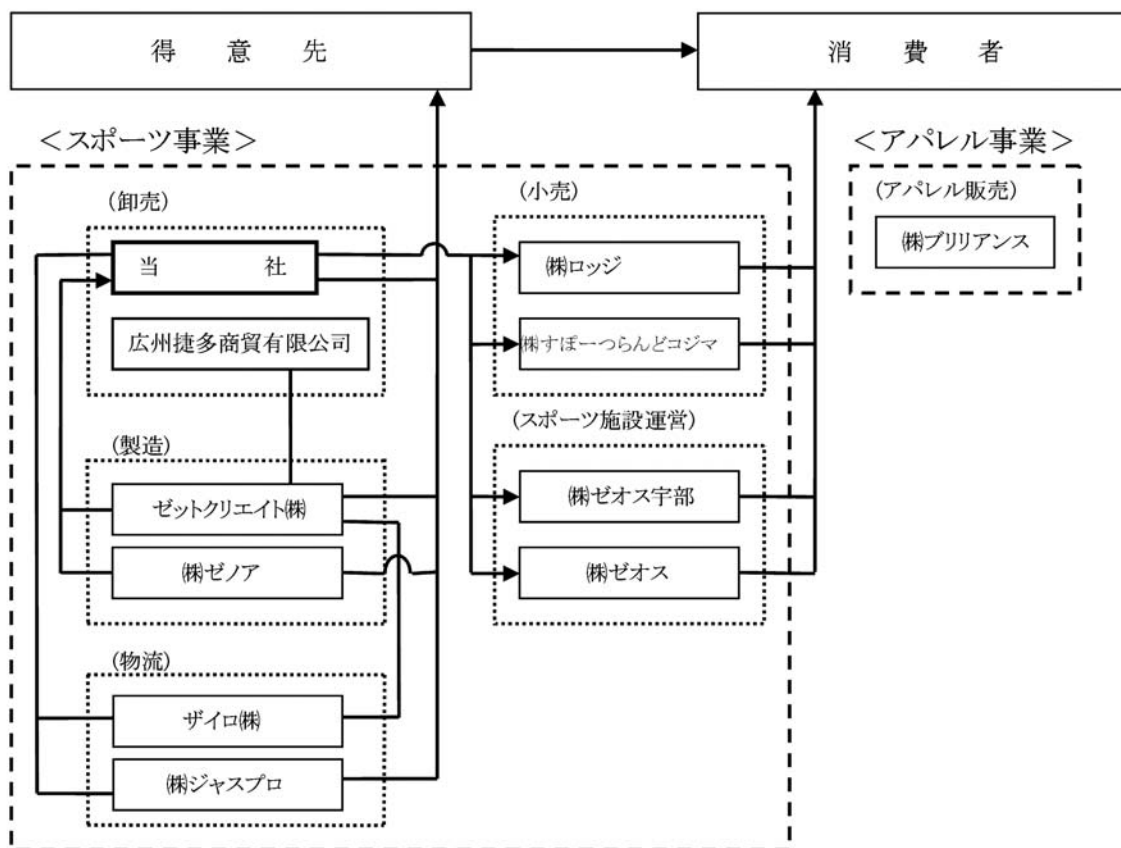 得意先
消費者
＜スポーツ事業＞
＜アパレル事業＞
(卸売)
(小売)
(アパレル販売)
当社
㈱ロッジ
㈱ブリリアンス
広州捷多商貿有限公司
㈱すぽーつらんどコジマ
(製造)
(スポーツ施設運営)
ゼットクリエイト㈱
㈱ゼオス宇部
㈱ゼノア
㈱ゼオス
(物流)
ザイロ㈱
㈱ジャスプロ